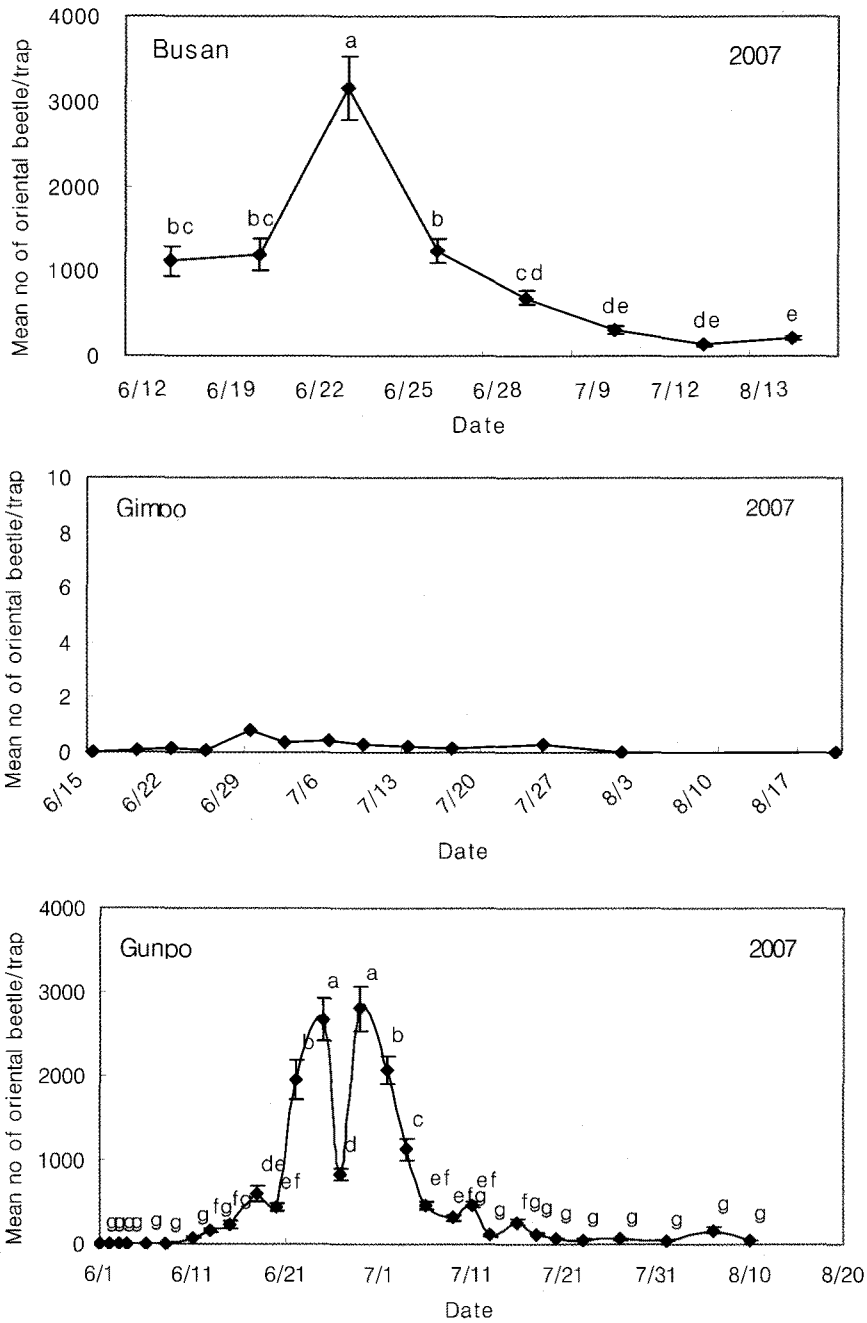 4000
3000
2000
1000
0
Mean no of oriental beetle/trap
Busan
2007
bc
bc
a
b
cd
de
de
e
6/12 6/19 6/22 6/25 6/28 7/9 7/12 8/13
Date
10
8
6
4
2
0
Mean no of oriental beetle/trap
Gimpo
2007
6/15 6/22 6/29 7/6 7/13 7/20 7/27 8/3 8/10 8/17
Date
4000
3000
2000
1000
0
Mean no of oriental beetle/trap
Gunpo
2007
g g g g g g g fg fg de ef b a d a b c ef efg ef g fg g g g g g g g
6/1 6/11 6/21 7/1 7/11 7/21 7/31 8/10 8/20
Date